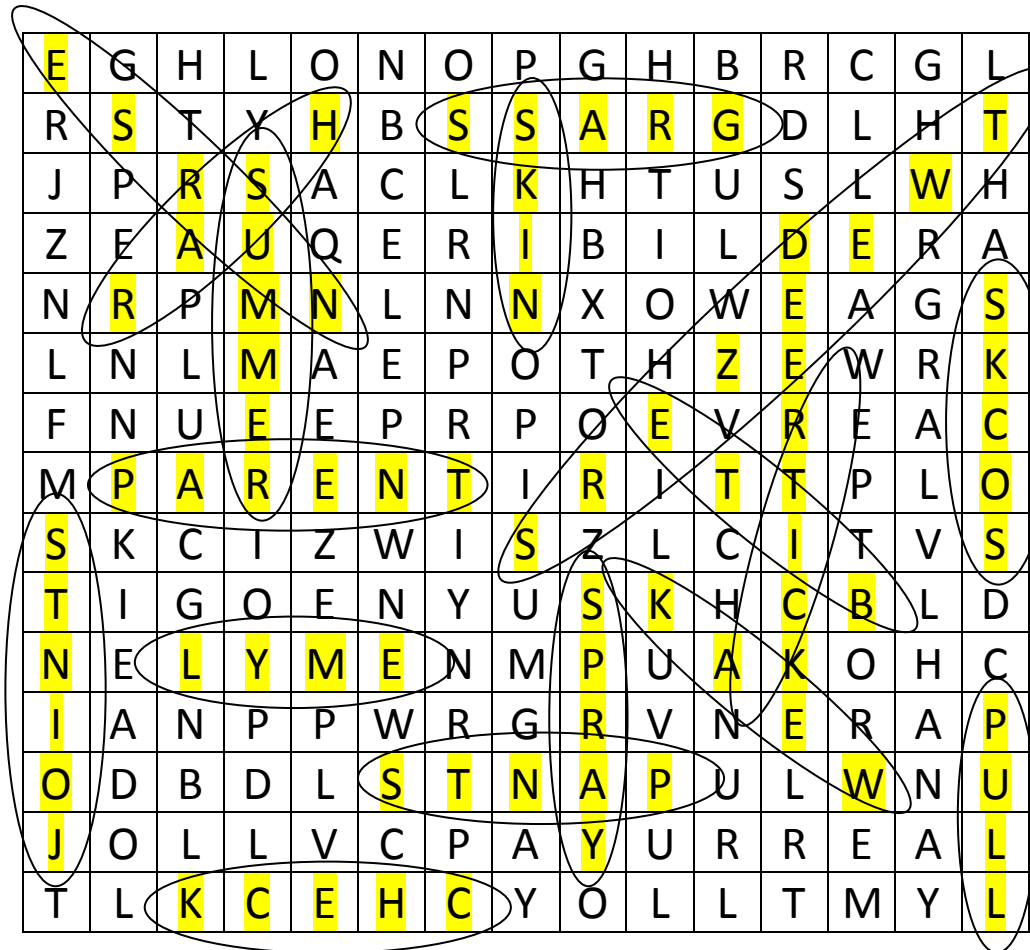 E G H L O N O P G H B R C G L
R S T Y H B S S A R G D L H T
J P R S A C L K H T U S L W H
Z E A U Q E R I B I L D E R A
N R P M N L N N X O W E A G S
L N L M A E P O T H Z E W R K
F N U E E P R P O E V R E A C
M P A R E N T I R I T T P L O
S K C I Z W I S Z L C I T V S
T I G O E N Y U S K H C B L D
N E L Y M E N M P U A K O H C
I A N P P W R G R V N E R A P
O D B D L S T N A P U L W N U
J O L L V C P A Y U R R E A L
T L K C E H C Y O L L T M Y L